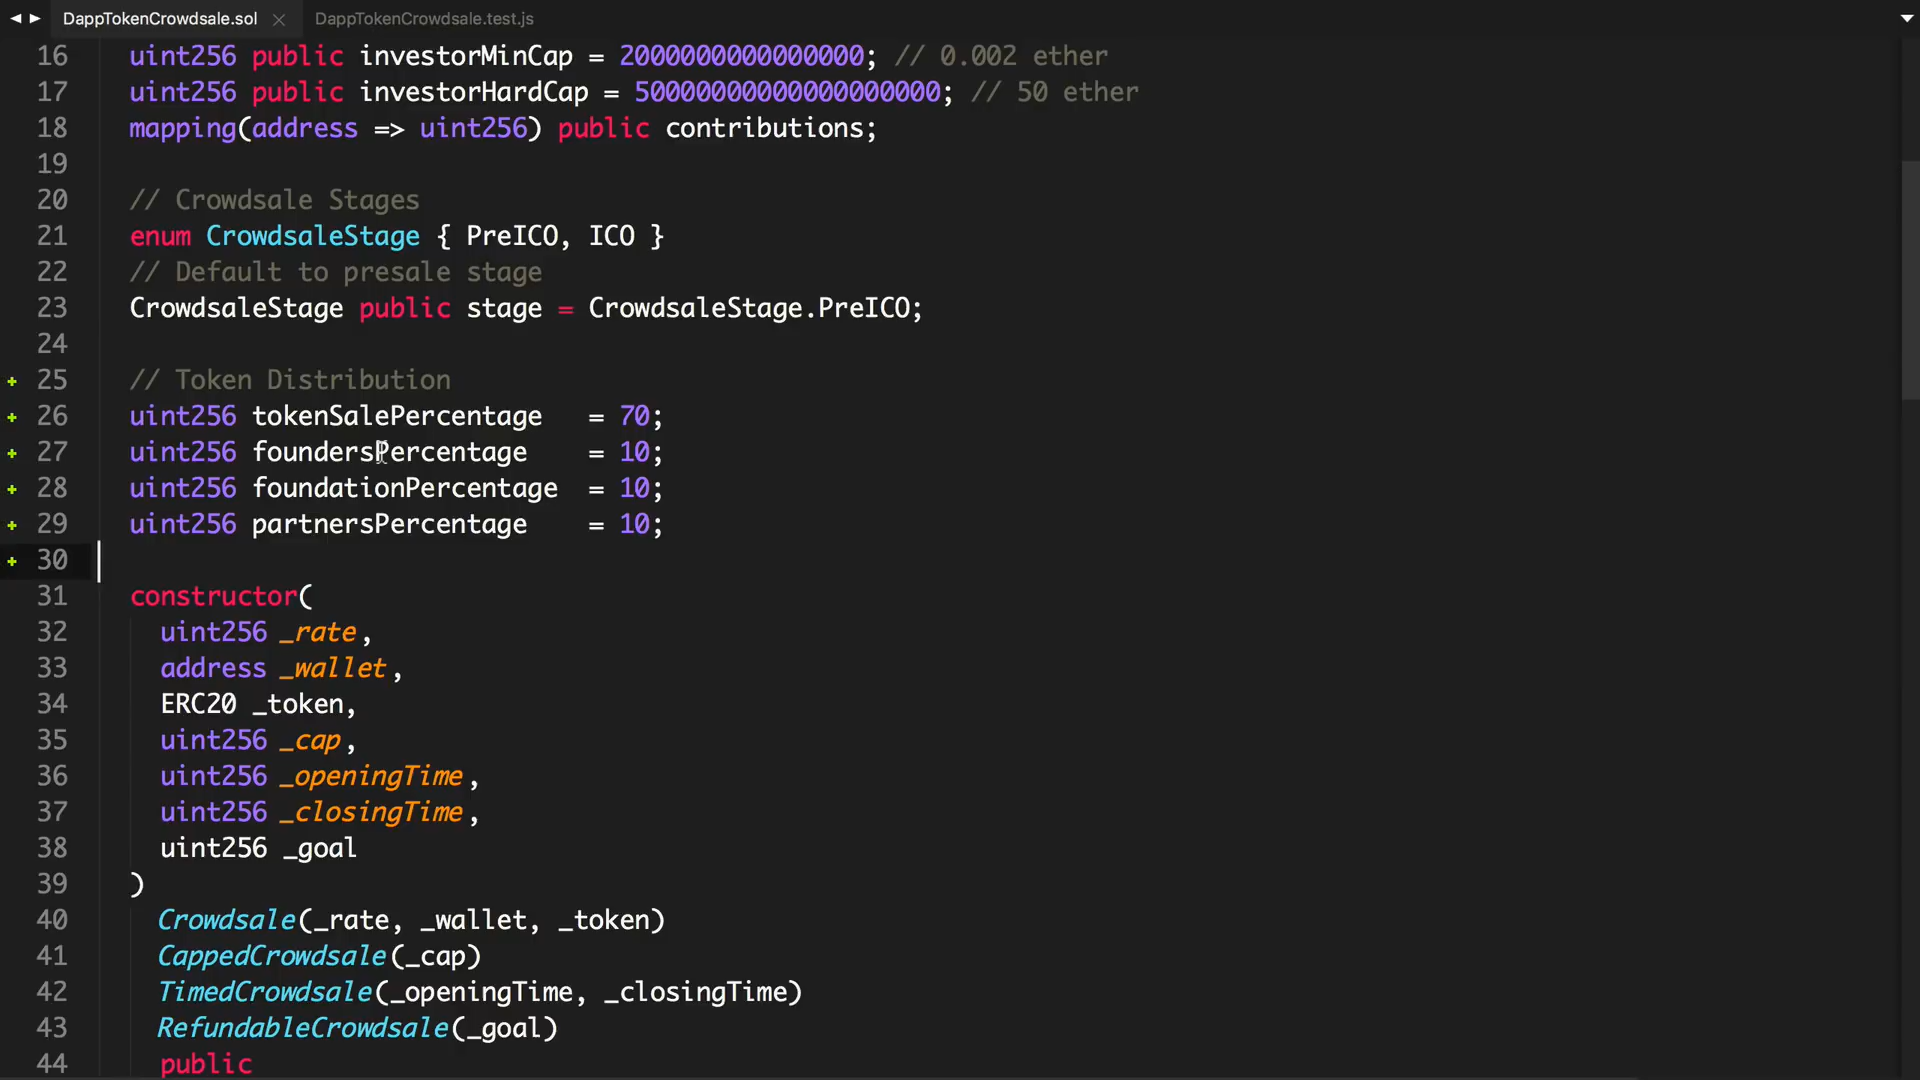 DappTokenCrowdsale.sol DappTokenCrowdsale.test.js
16 uint256 public investorMinCap = 2000000000000000; // 0.002 ether
17 uint256 public investorHardCap = 50000000000000000000; // 50 ether
18 mapping(address => uint256) public contributions;
19
20 // Crowdsale Stages
21 enum CrowdsaleStage { PreICO, ICO }
22 // Default to presale stage
23 CrowdsaleStage public stage = CrowdsaleStage.PreICO;
24
25 // Token Distribution
26 uint256 tokenSalePercentage = 70;
27 uint256 foundersPercentage = 10;
28 uint256 foundationPercentage = 10;
29 uint256 partnersPercentage = 10;
30
31 constructor(
32 uint256 _rate,
33 address _wallet,
34 ERC20 _token,
35 uint256 _cap,
36 uint256 _openingTime,
37 uint256 _closingTime,
38 uint256 _goal
39 )
40 Crowdsale(_rate, _wallet, _token)
41 CappedCrowdsale(_cap)
42 TimedCrowdsale(_openingTime, _closingTime)
43 RefundableCrowdsale(_goal)
44 public